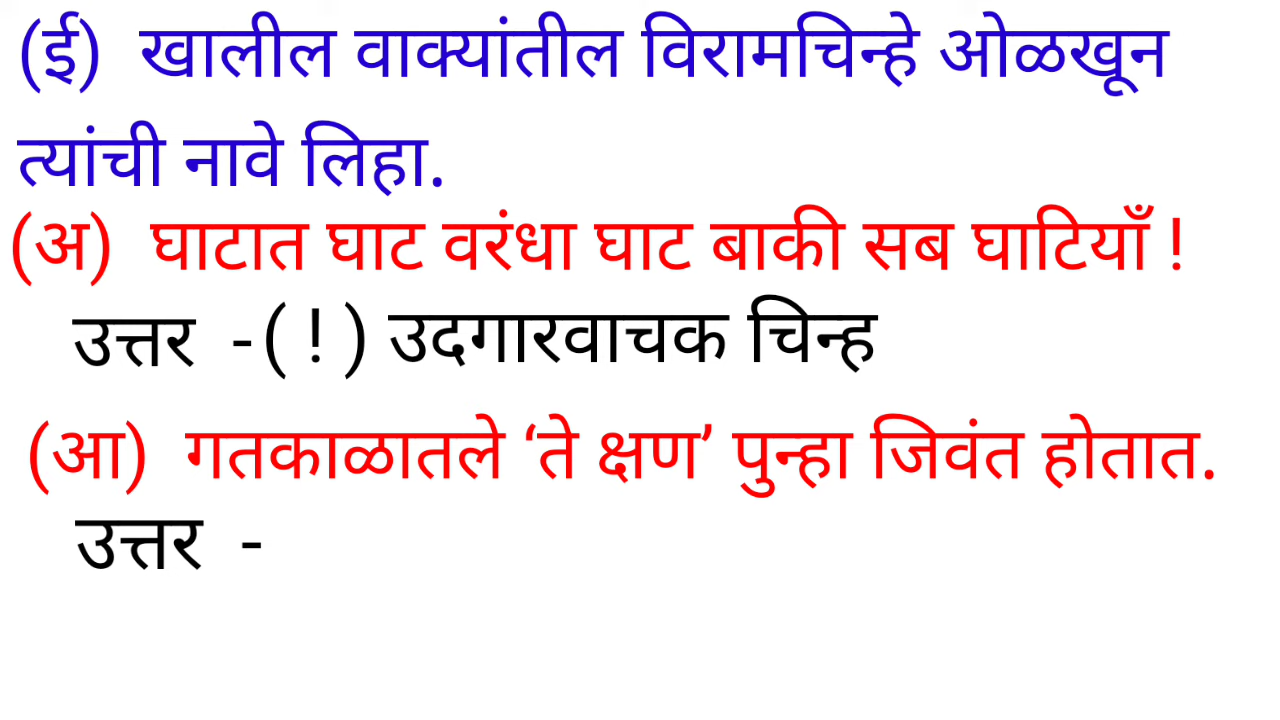 (ई) खालील वाक्यांतील विरामचिन्हे ओळखून
त्यांची नावे लिहा.
(अ) घाटात घाट वरंधा घाट बाकी सब घाटियाँ !
उत्तर - ( ! ) उदगारवाचक चिन्ह
(आ) गतकाळातले ‘ते क्षण’ पुन्हा जिवंत होतात.
उत्तर -